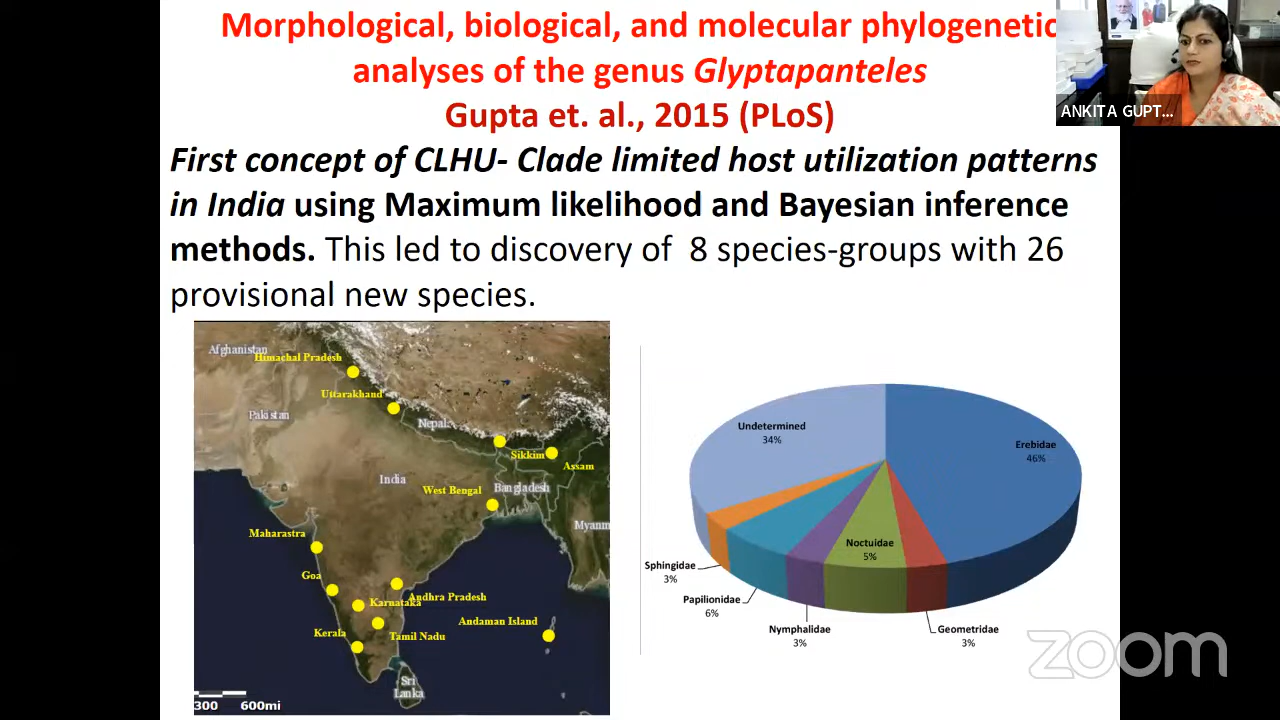 Morphological, biological, and molecular phylogenetic
analyses of the genus Glyptapanteles
Gupta et. al., 2015 (PLoS)
ANKITA GUPT...
First concept of CLHU- Clade limited host utilization patterns
in India using Maximum likelihood and Bayesian inference
methods. This led to discovery of 8 species-groups with 26
provisional new species.
Afghanistan
Himachal Pradesh
Uttarakhand
Pakistan
Nepal
Sikkim
Assam
India
West Bengal
Bangladesh
Myanm
Maharastra
Goa
Andhra Pradesh
Karnataka
Andaman Island
Kerala
Tamil Nadu
Sri
Lanka
300 600mi
Undetermined
34%
Erebidae
46%
Noctuidae
5%
Sphingidae
3%
Papilionidae
6%
Nymphalidae
3%
Geometridae
3%
zoom